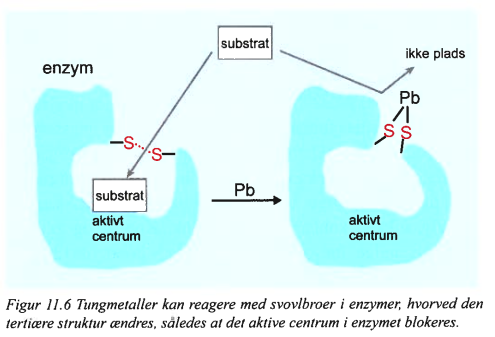 substrat
ikke plads
enzym
Pb
S S
S S
substrat
Pb
aktivt
centrum
aktivt
centrum
Figur 11.6 Tungmetaller kan reagere med svovlbroer i enzymer, hvorved den
tertiære struktur ændres, således at det aktive centrum i enzymet blokeres.